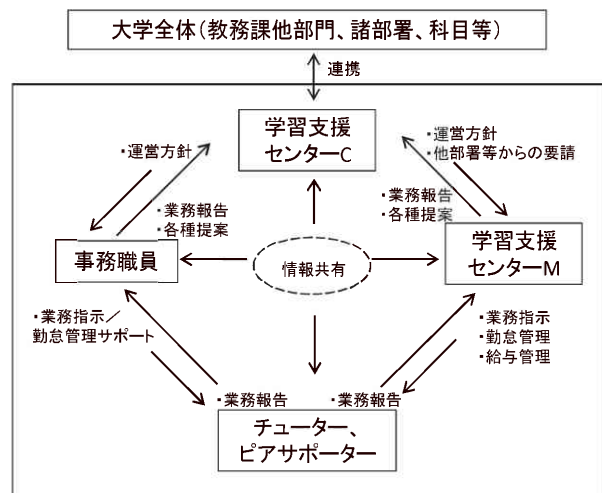 大学全体(教務課他部門、諸部署、科目等)
連携
学習支援
センターC
・運営方針
・運営方針
・他部署等からの要請
・業務報告
・各種提案
・業務報告
・各種提案
事務職員
情報共有
学習支援
センターM
・業務指示／
勤怠管理サポート
・業務指示
・勤怠管理
・給与管理
・業務報告
・業務報告
チューター、
ピアサポーター